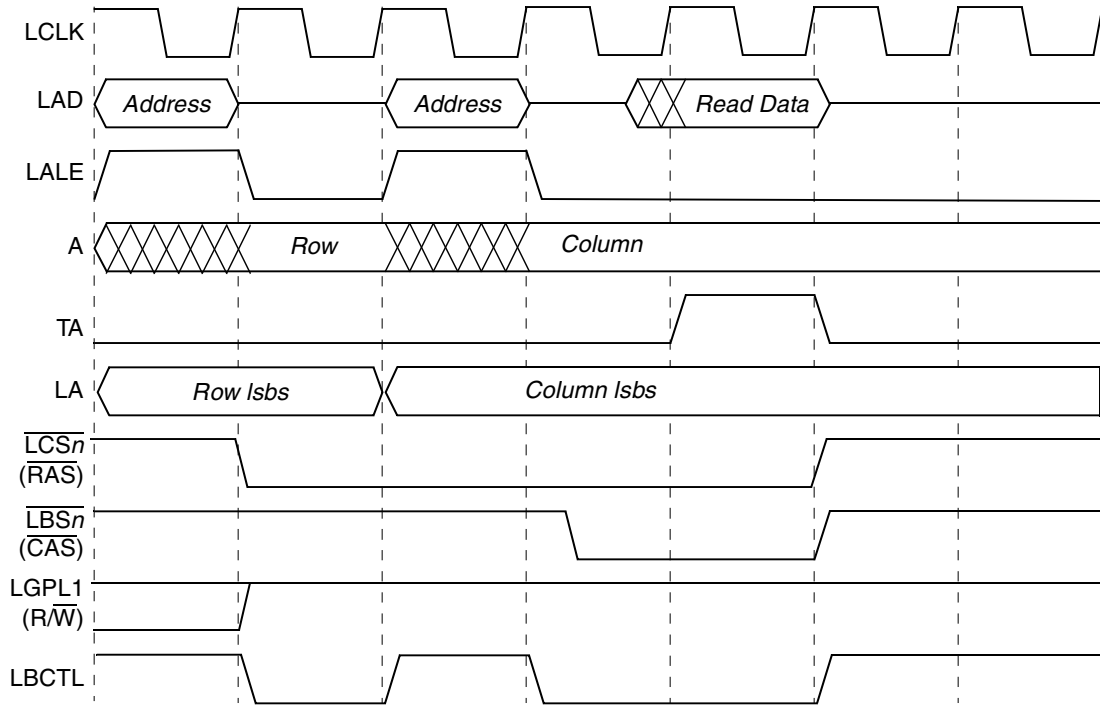 LCLK
LAD
Address
Address
Read Data
LALE
A
Row
Column
TA
LA
Row lsbs
Column lsbs
LCSn
(RAS)
LBSn
(CAS)
LGPL1
(R/W)
LBCTL